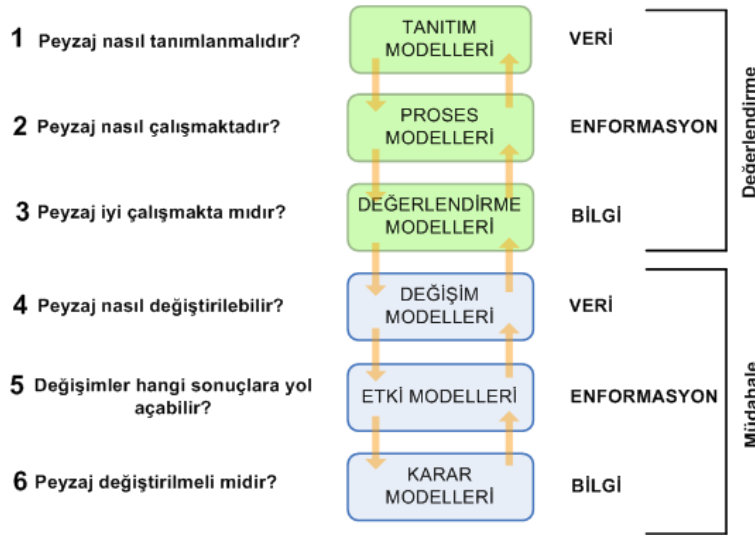 1 Peyzaj nasıl tanımlanmalıdır?
TANITIM
MODELLERİ
VERİ
2 Peyzaj nasıl çalışmaktadır?
PROSES
MODELLERİ
ENFORMASYON
3 Peyzaj iyi çalışmakta mıdır?
DEĞERLENDİRME
MODELLERİ
BİLGİ
Değerlendirme
4 Peyzaj nasıl değiştirilebilir?
DEĞİŞİM
MODELLERİ
VERİ
5 Değişimler hangi sonuçlara yol
açabilir?
ETKİ MODELLERİ
ENFORMASYON
6 Peyzaj değiştirilmeli midir?
KARAR
MODELLERİ
BİLGİ
Müdahale